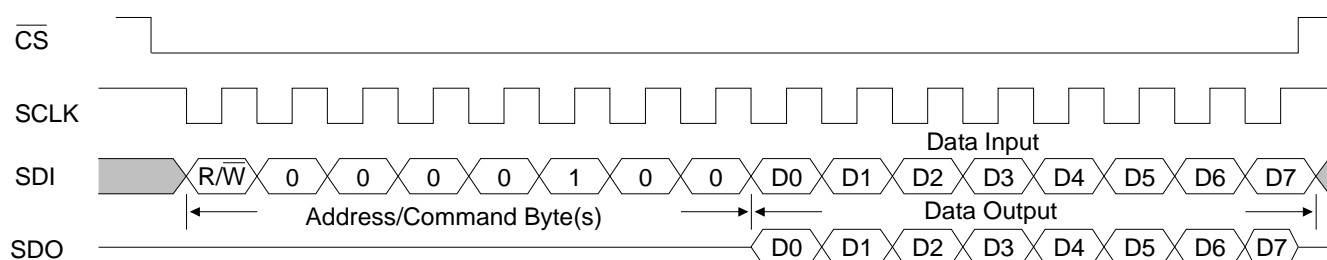 CS
SCLK
Data Input
SDI R/W 0 0 0 0 1 0 0 D0 D1 D2 D3 D4 D5 D6 D7
Address/Command Byte(s) Data Output
SDO D0 D1 D2 D3 D4 D5 D6 D7